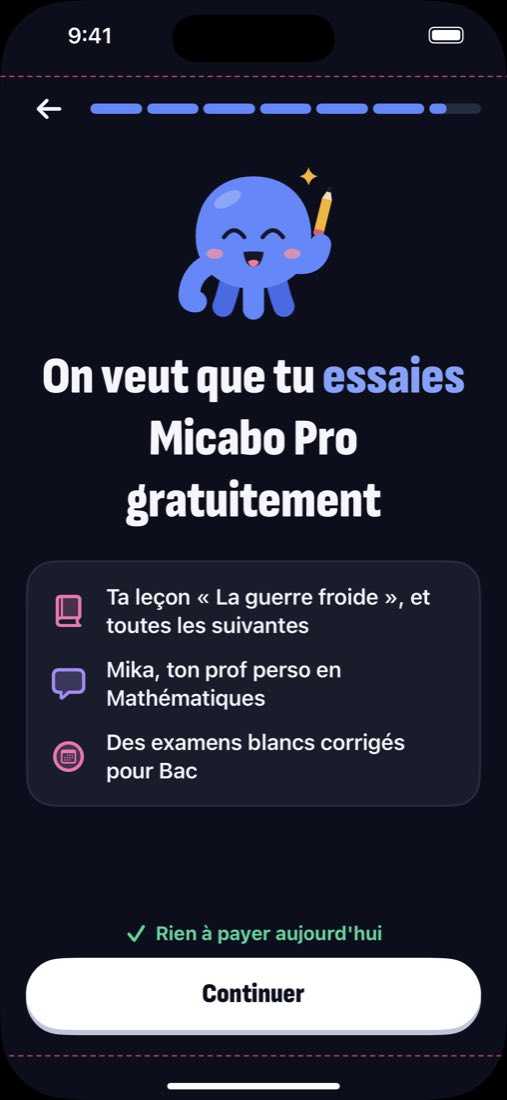 9:41
On veut que tu essaies
Micabo Pro
gratuitement
Ta leçon « La guerre froide », et
toutes les suivantes
Mika, ton prof perso en
Mathématiques
Des examens blancs corrigés
pour Bac
Rien à payer aujourd'hui
Continuer